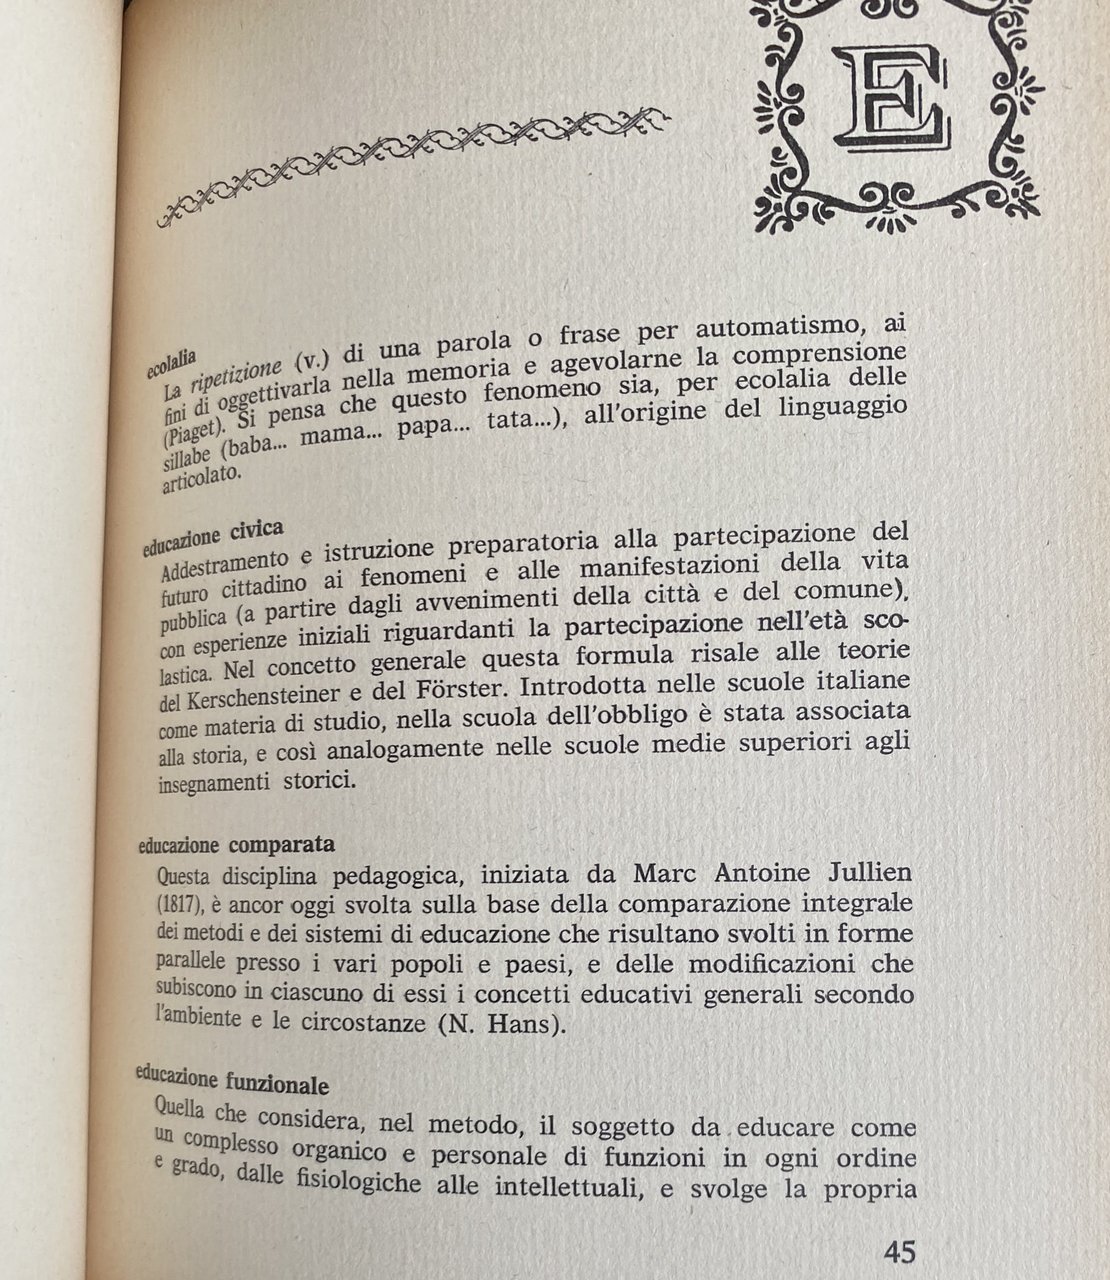 E
ecolalia
La ripetizione (v.) di una parola o frase per automatismo, ai
fini di oggettivarla nella memoria e agevolarne la comprensione
(Piaget). Si pensa che questo fenomeno sia, per ecolalia delle
sillabe (baba... mama... papa... tata...), all'origine del linguaggio
articolato.
educazione civica
Addestramento e istruzione preparatoria alla partecipazione del
futuro cittadino ai fenomeni e alle manifestazioni della vita
pubblica (a partire dagli avvenimenti della città e del comune),
con esperienze iniziali riguardanti la partecipazione nell'età sco-
lastica. Nel concetto generale questa formula risale alle teorie
del Kerschensteiner e del Förster. Introdotta nelle scuole italiane
come materia di studio, nella scuola dell'obbligo è stata associata
alla storia, e così analogamente nelle scuole medie superiori agli
insegnamenti storici.
educazione comparata
Questa disciplina pedagogica, iniziata da Marc Antoine Jullien
(1817), è ancor oggi svolta sulla base della comparazione integrale
dei metodi e dei sistemi di educazione che risultano svolti in forme
parallele presso i vari popoli e paesi, e delle modificazioni che
subiscono in ciascuno di essi i concetti educativi generali secondo
l'ambiente e le circostanze (N. Hans).
educazione funzionale
Quella che considera, nel metodo, il soggetto da educare come
un complesso organico e personale di funzioni in ogni ordine
e grado, dalle fisiologiche alle intellettuali, e svolge la propria
45